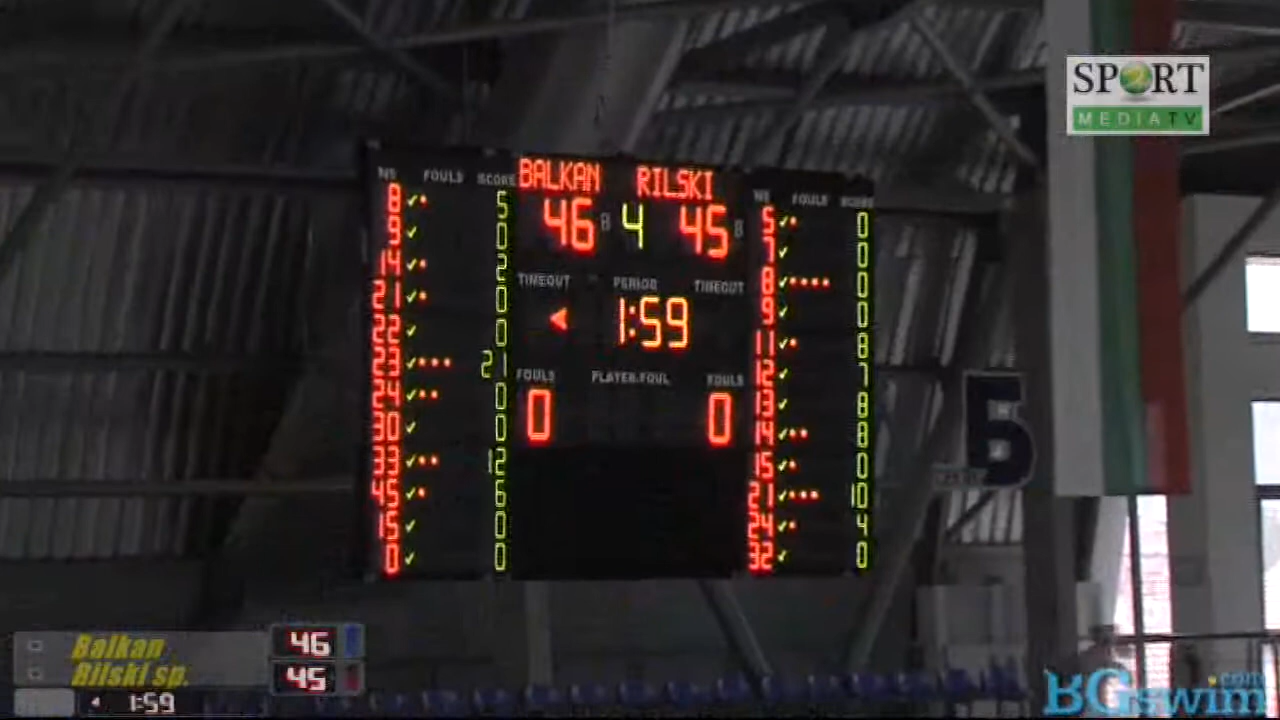 SPORT
MEDIATV
Nº FOULS SCORE BALKAN RILSKI Nº FOULS SCORE
46 B 4 45 B
TIMEOUT PERIOD TIMEOUT
1:59
FOULS PLAYER-FOUL FOULS
0 0
8 5
9 0
14 2
21 0
22 0
23 21
24 0
30 0
33 12
45 6
15 0
0 0
5 0
7 0
8 0
9 0
11 8
12 7
13 8
14 8
15 0
21 10
24 4
32 0
Б
Balkan 46
Rilski sp. 45
1:59
BGswim.com